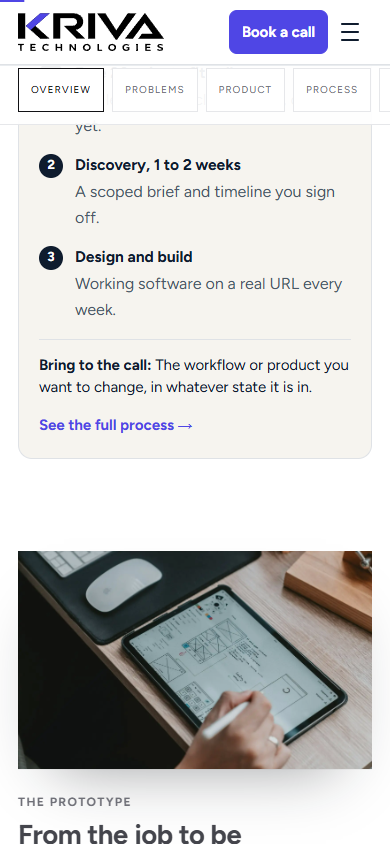 KRIVA
TECHNOLOGIES
Book a call
OVERVIEW
PROBLEMS
PRODUCT
PROCESS
yet.
2
Discovery, 1 to 2 weeks
A scoped brief and timeline you sign
off.
3
Design and build
Working software on a real URL every
week.
Bring to the call: The workflow or product you
want to change, in whatever state it is in.
See the full process →
THE PROTOTYPE
From the job to be